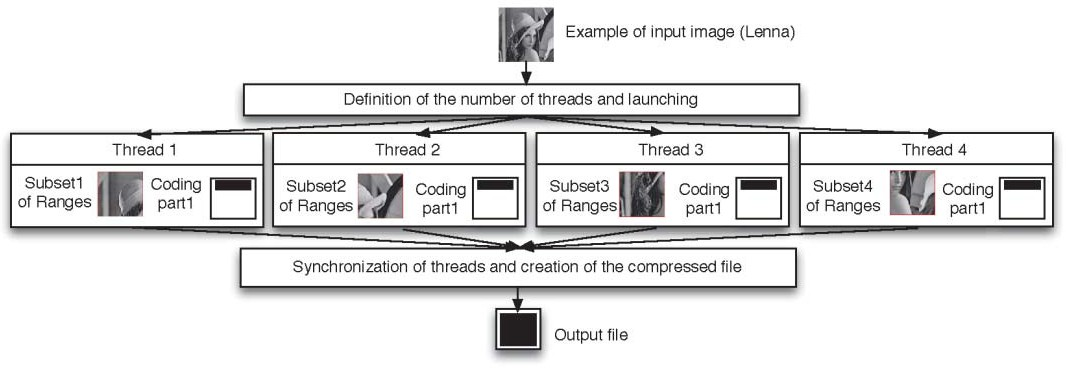 Example of input image (Lenna)
Definition of the number of threads and launching
Thread 1
Subset1
of Ranges
Coding
part1
Thread 2
Subset2
of Ranges
Coding
part1
Thread 3
Subset3
of Ranges
Coding
part1
Thread 4
Subset4
of Ranges
Coding
part1
Synchronization of threads and creation of the compressed file
Output file